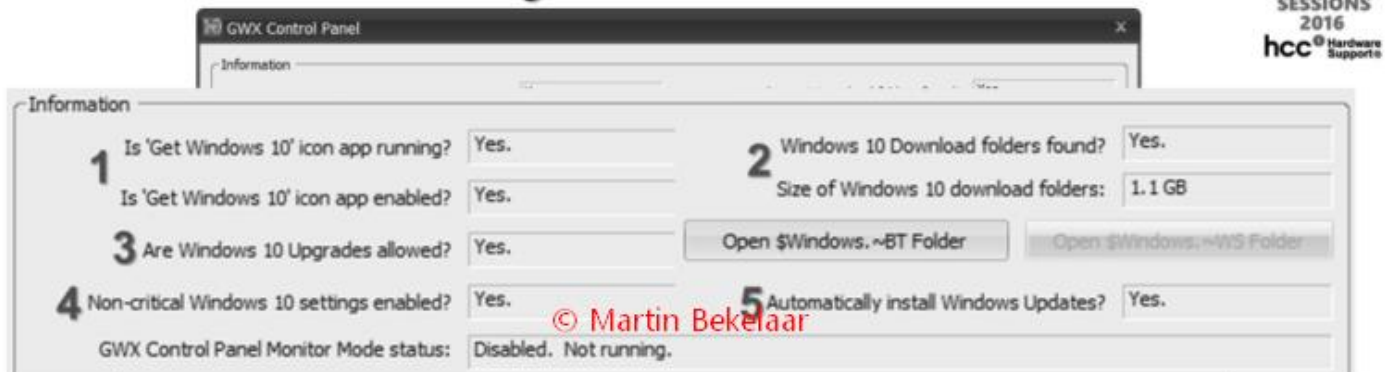 SESSIONS
2016
hcc Hardware
Supporto
GWX Control Panel x
Information
Information
1 Is 'Get Windows 10' icon app running? Yes.
Is 'Get Windows 10' icon app enabled? Yes.
2 Windows 10 Download folders found? Yes.
Size of Windows 10 download folders: 1.1 GB
3 Are Windows 10 Upgrades allowed? Yes.
Open $Windows.~BT Folder Open $Windows.~WS Folder
4 Non-critical Windows 10 settings enabled? Yes.
5 Automatically install Windows Updates? Yes.
© Martin Bekelaar
GWX Control Panel Monitor Mode status: Disabled. Not running.